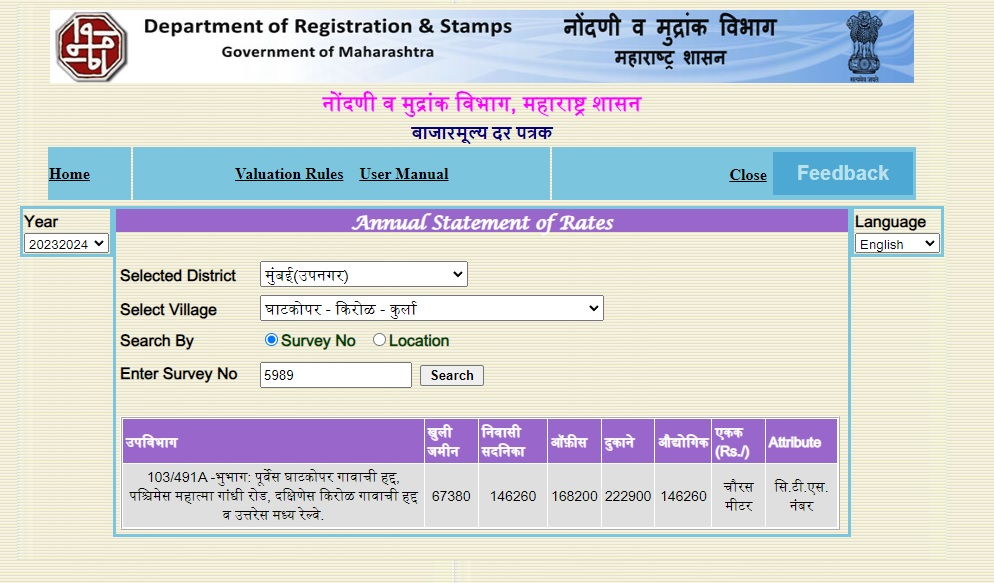 Department of Registration & Stamps
Government of Maharashtra
नोंदणी व मुद्रांक विभाग
महाराष्ट्र शासन
नोंदणी व मुद्रांक विभाग, महाराष्ट्र शासन
बाजारमूल्य दर पत्रक
Home Valuation Rules User Manual Close Feedback
Year
20232024
Annual Statement of Rates
Language
English
Selected District मुंबई(उपनगर)
Select Village घाटकोपर - किरोळ - कुर्ला
Search By Survey No Location
Enter Survey No 5989 Search
उपविभाग खुली जमीन निवासी सदनिका ऑफ़ीस दुकाने औद्योगिक एकक (Rs./) Attribute
103/491A -भुभाग: पूर्वेस घाटकोपर गावाची हद्द,
पश्चिमेस महात्मा गांधी रोड, दक्षिणेस किरोळ गावाची हद्द
व उत्तरेस मध्य रेल्वे.
67380 146260 168200 222900 146260 चौरस मीटर सि.टी.एस. नंबर